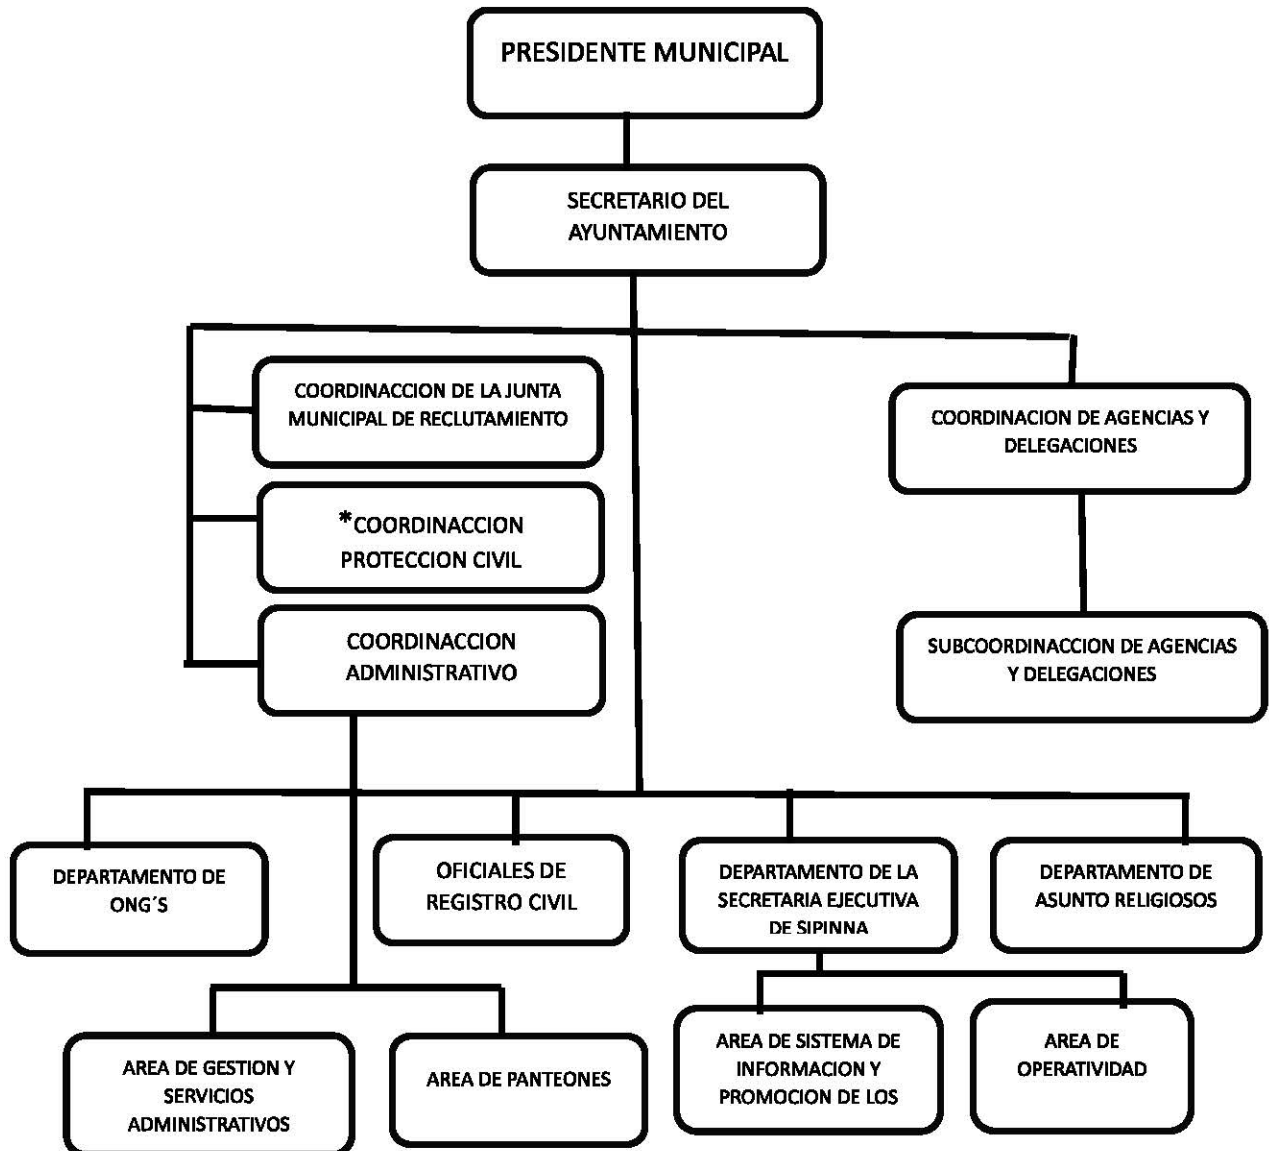 PRESIDENTE MUNICIPAL
SECRETARIO DEL
AYUNTAMIENTO
COORDINACCION DE LA JUNTA
MUNICIPAL DE RECLUTAMIENTO
*COORDINACCION
PROTECCION CIVIL
COORDINACCION
ADMINISTRATIVO
COORDINACION DE AGENCIAS Y
DELEGACIONES
SUBCOORDINACCION DE AGENCIAS
Y DELEGACIONES
DEPARTAMENTO DE
ONG´S
OFICIALES DE
REGISTRO CIVIL
DEPARTAMENTO DE LA
SECRETARIA EJECUTIVA
DE SIPINNA
DEPARTAMENTO DE
ASUNTO RELIGIOSOS
AREA DE GESTION Y
SERVICIOS
ADMINISTRATIVOS
AREA DE PANTEONES
AREA DE SISTEMA DE
INFORMACION Y
PROMOCION DE LOS
AREA DE
OPERATIVIDAD